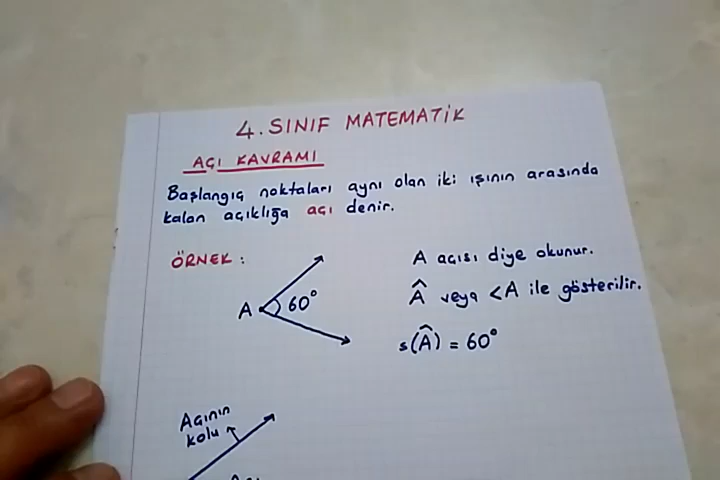 4. SINIF MATEMATİK
AÇI KAVRAMI
Başlangıç noktaları aynı olan iki ışının arasında
kalan açıklığa açı denir.
ÖRNEK :
A 60°
A açısı diye okunur.
Â veya <A ile gösterilir.
s(Â) = 60°
Açının
kolu